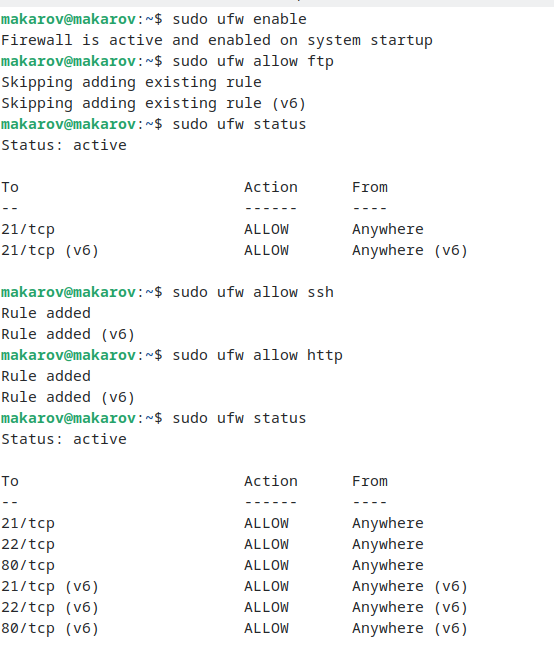 makarov@makarov:~$ sudo ufw enable
Firewall is active and enabled on system startup
makarov@makarov:~$ sudo ufw allow ftp
Skipping adding existing rule
Skipping adding existing rule (v6)
makarov@makarov:~$ sudo ufw status
Status: active

To                         Action      From
--                         ------      ----
21/tcp                     ALLOW       Anywhere
21/tcp (v6)                ALLOW       Anywhere (v6)

makarov@makarov:~$ sudo ufw allow ssh
Rule added
Rule added (v6)
makarov@makarov:~$ sudo ufw allow http
Rule added
Rule added (v6)
makarov@makarov:~$ sudo ufw status
Status: active

To                         Action      From
--                         ------      ----
21/tcp                     ALLOW       Anywhere
22/tcp                     ALLOW       Anywhere
80/tcp                     ALLOW       Anywhere
21/tcp (v6)                ALLOW       Anywhere (v6)
22/tcp (v6)                ALLOW       Anywhere (v6)
80/tcp (v6)                ALLOW       Anywhere (v6)